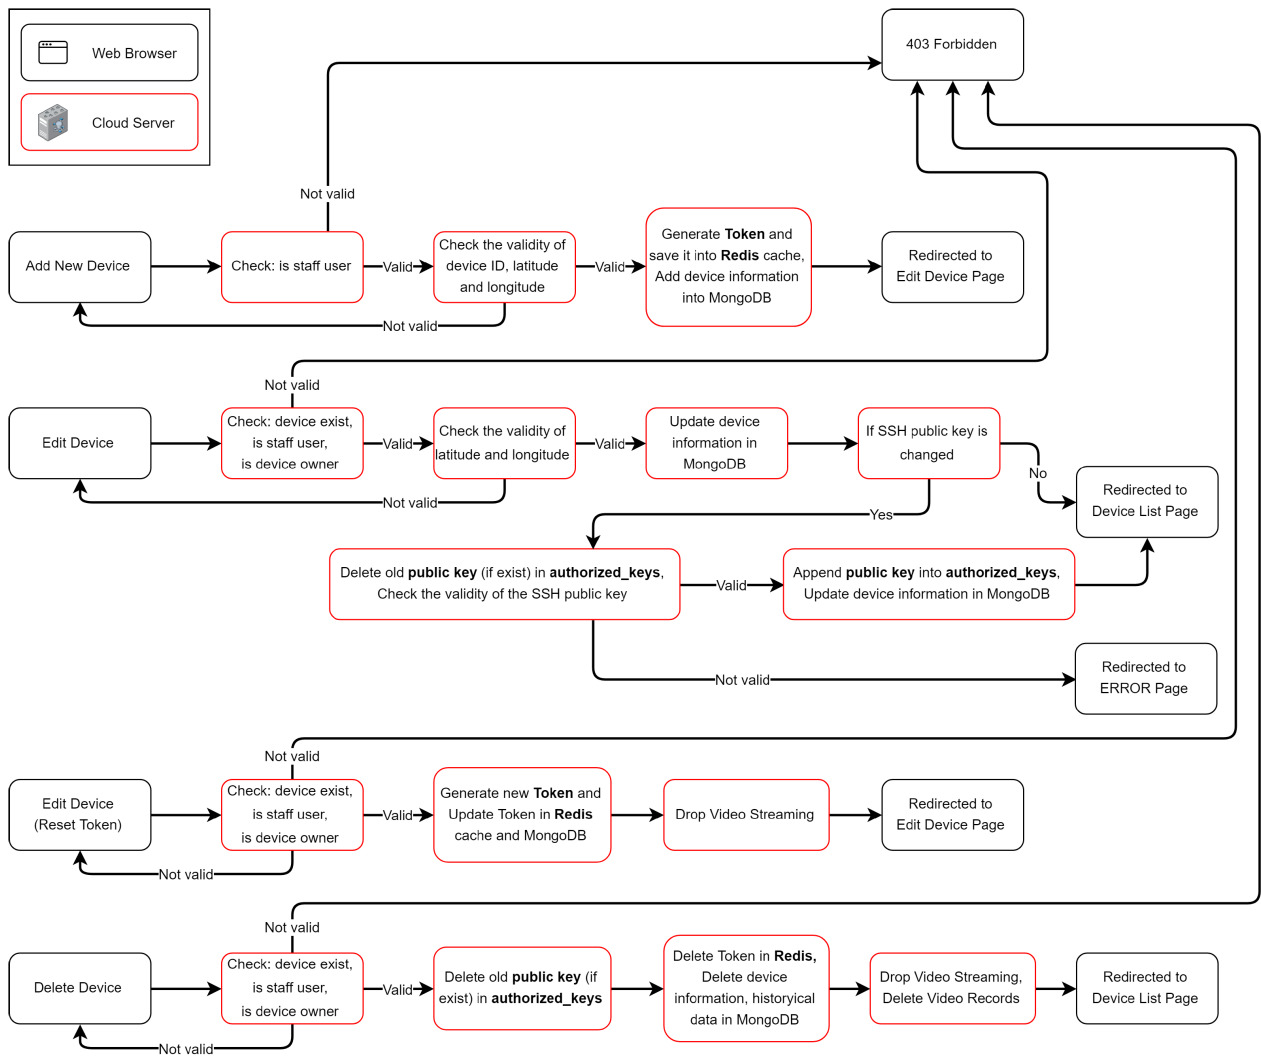 Web Browser
Cloud Server
403 Forbidden
Not valid
Add New Device
Check: is staff user
Valid
Check the validity of
device ID, latitude
and longitude
Valid
Generate Token and
save it into Redis cache,
Add device information
into MongoDB
Redirected to
Edit Device Page
Not valid
Not valid
Edit Device
Check: device exist,
is staff user,
is device owner
Valid
Check the validity of
latitude and longitude
Valid
Update device
information in
MongoDB
If SSH public key is
changed
No
Redirected to
Device List Page
Not valid
Yes
Delete old public key (if exist) in authorized_keys,
Check the validity of the SSH public key
Valid
Append public key into authorized_keys,
Update device information in MongoDB
Not valid
Redirected to
ERROR Page
Not valid
Edit Device
(Reset Token)
Check: device exist,
is staff user,
is device owner
Valid
Generate new Token and
Update Token in Redis
cache and MongoDB
Drop Video Streaming
Redirected to
Edit Device Page
Not valid
Not valid
Delete Device
Check: device exist,
is staff user,
is device owner
Valid
Delete old public key (if
exist) in authorized_keys
Delete Token in Redis,
Delete device
information, historyical
data in MongoDB
Drop Video Streaming,
Delete Video Records
Redirected to
Device List Page
Not valid